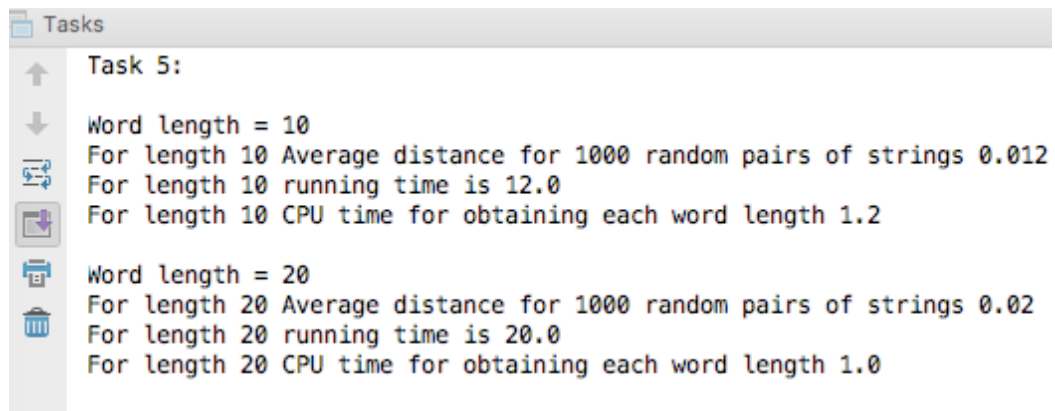 Tasks
Task 5:
Word length = 10
For length 10 Average distance for 1000 random pairs of strings 0.012
For length 10 running time is 12.0
For length 10 CPU time for obtaining each word length 1.2
Word length = 20
For length 20 Average distance for 1000 random pairs of strings 0.02
For length 20 running time is 20.0
For length 20 CPU time for obtaining each word length 1.0